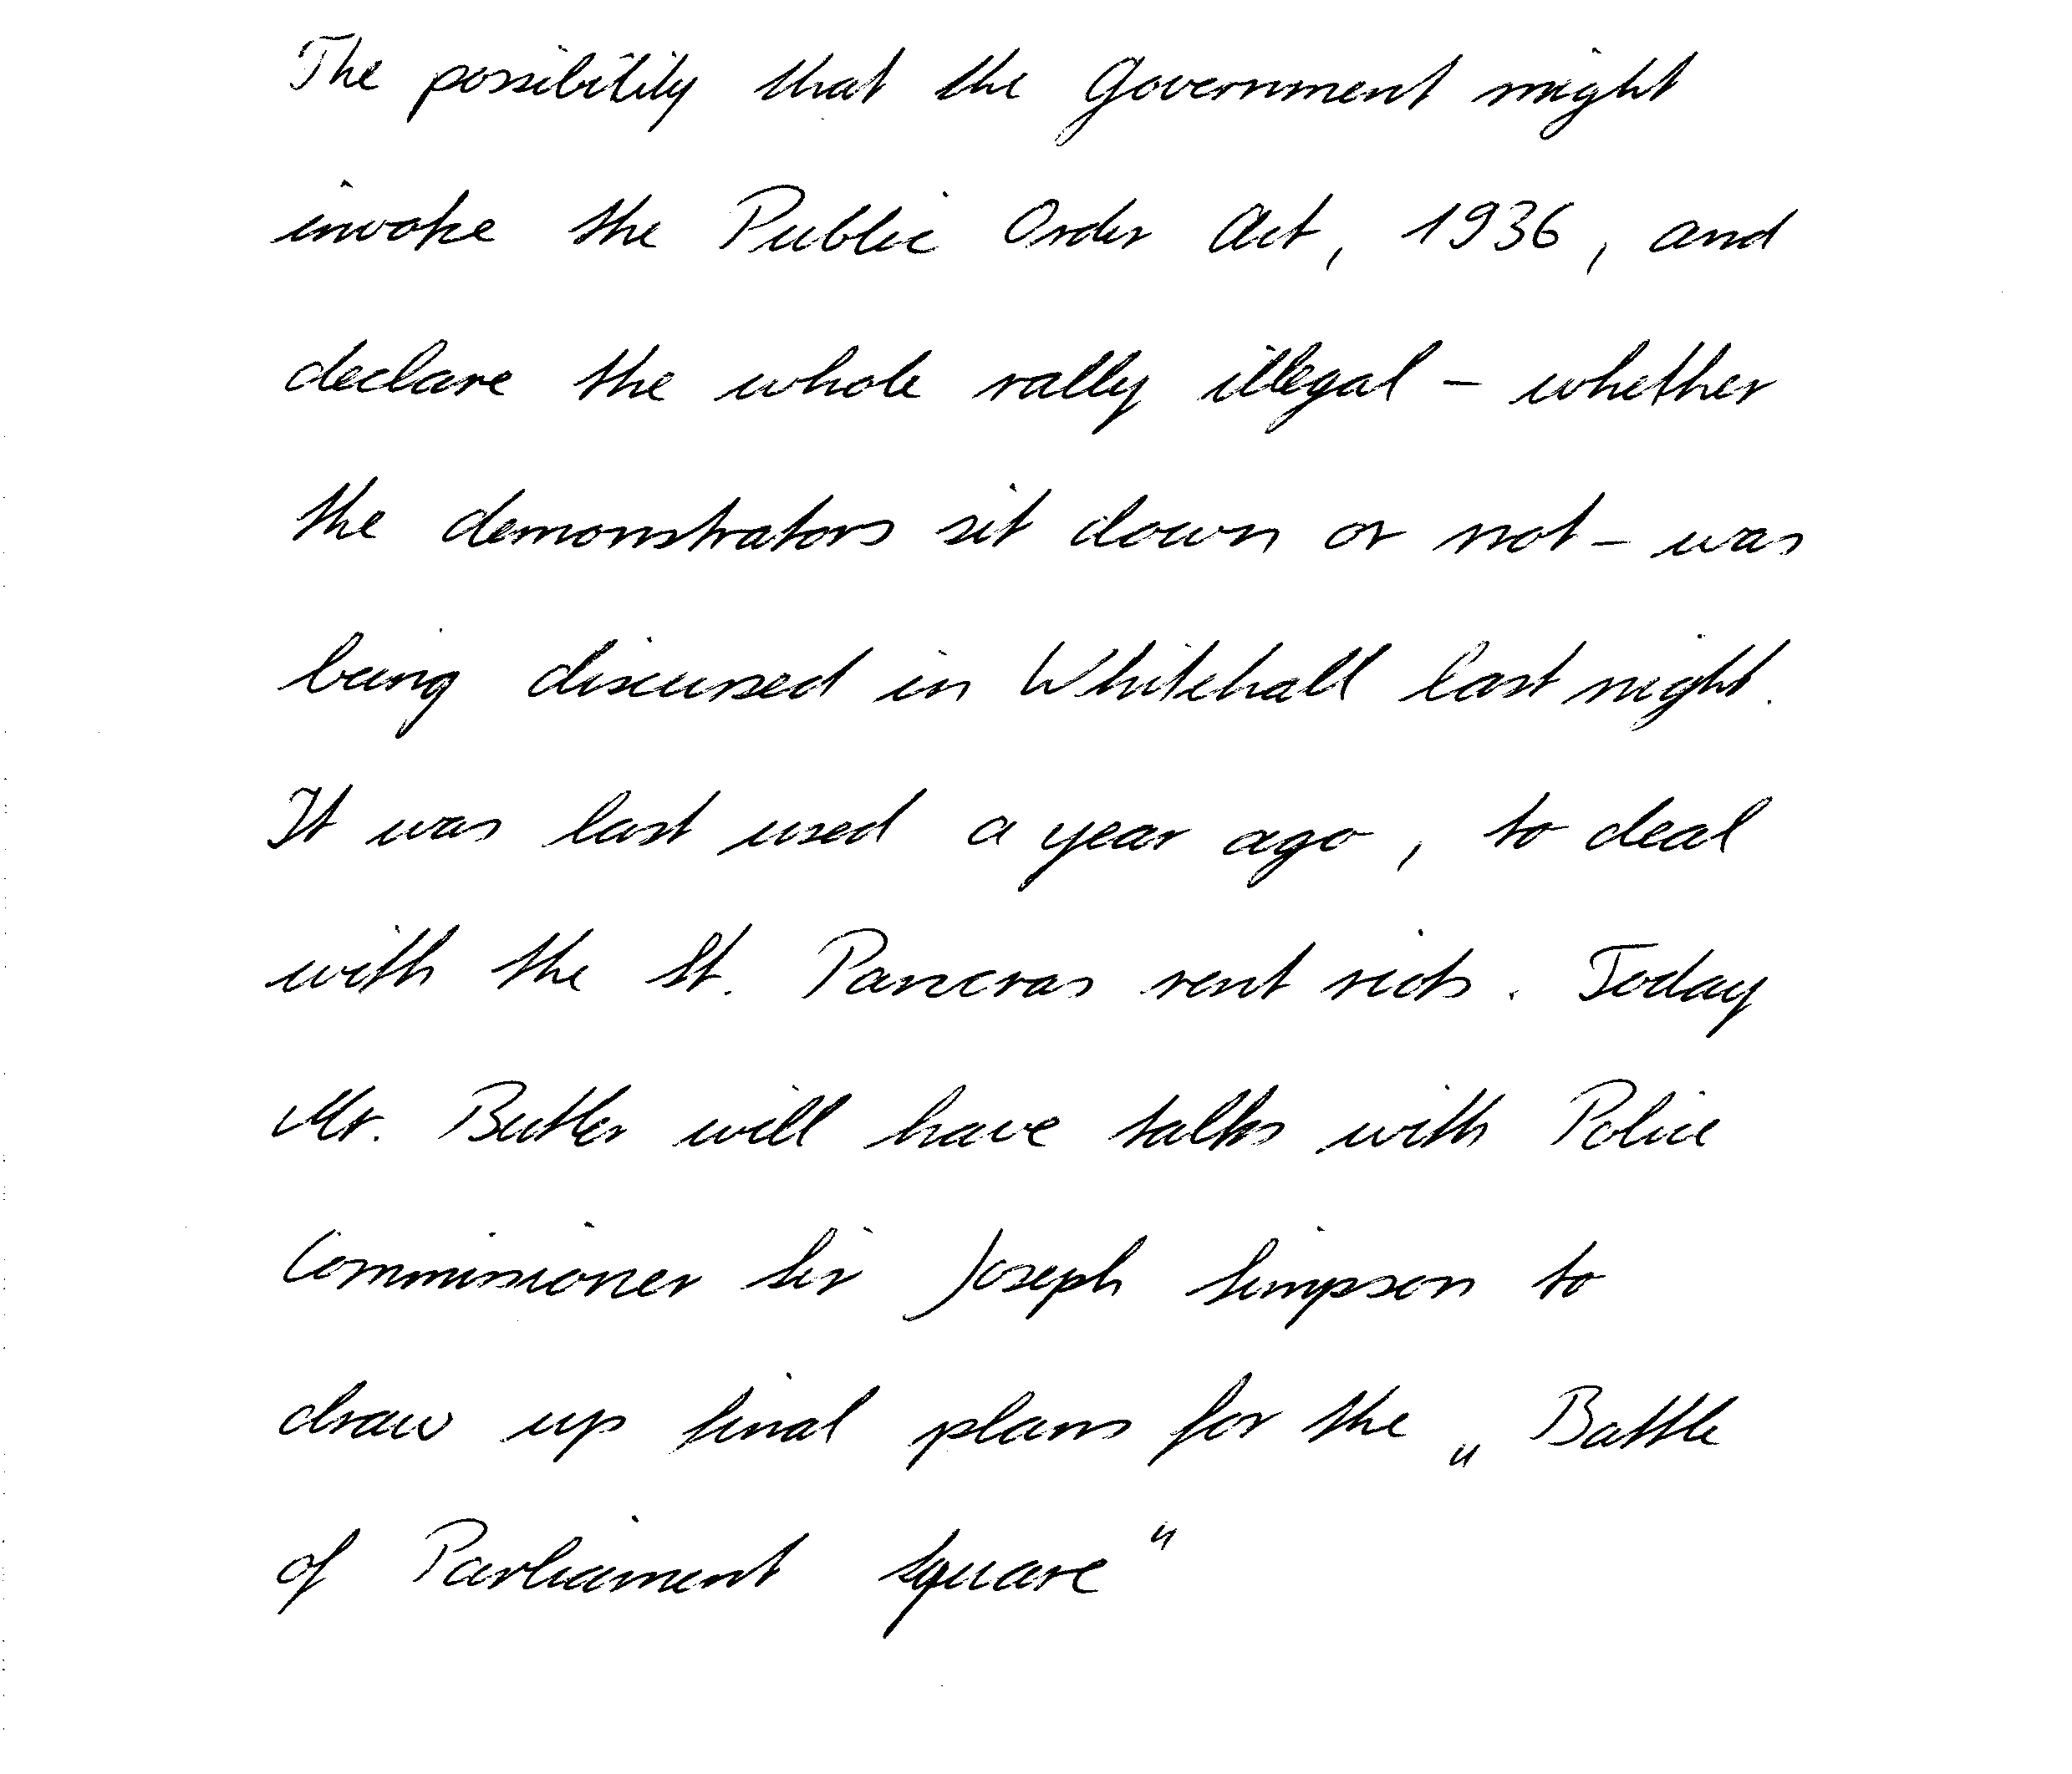 The possibility that the Government might
invoke the Public Order Act, 1936, and
declare the whole rally illegal - whether
the demonstrators sit down or not - was
being discussed in Whitehall last night.
It was last used a year ago, to deal
with the St. Pancras rent riots. Today
Mr. Butler will have talks with Police
Commissioner Sir Joseph Simpson to
draw up final plans for the „Battle
of Parliament Square"